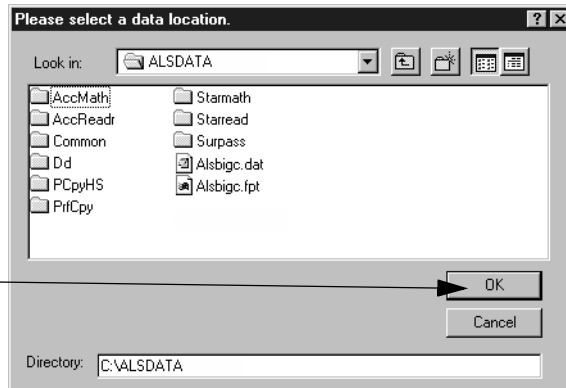 Please select a data location.
Look in: ALSDATA
AccMath
AccReadr
Common
Dd
PCpyHS
PrfCpy
Starmath
Starread
Surpass
Alsbigc.dat
Alsbigc.fpt
OK
Cancel
Directory: C:\ALSDATA